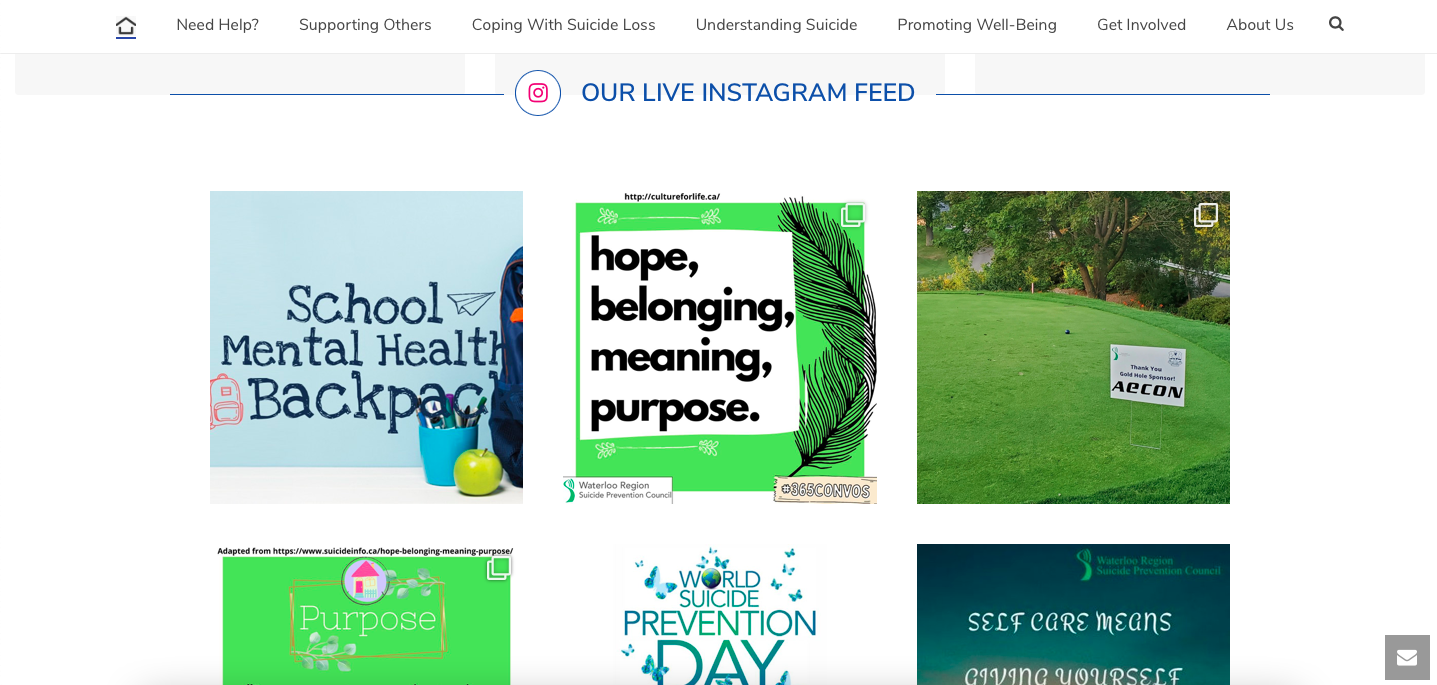 Need Help? Supporting Others Coping With Suicide Loss Understanding Suicide Promoting Well-Being Get Involved About Us
OUR LIVE INSTAGRAM FEED
School
Mental Health
Backpac
http://cultureforlife.ca/
hope,
belonging,
meaning,
purpose.
Waterloo Region
Suicide Prevention Council
#365CONVOS
Thank You
Gold Hole Sponsor!
AECON
Adapted from https://www.suicideinfo.ca/hope-belonging-meaning-purpose/
Purpose
WORLD
SUICIDE
PREVENTION
DAY
Waterloo Region
Suicide Prevention Council
SELF CARE MEANS
GIVING YOURSELF